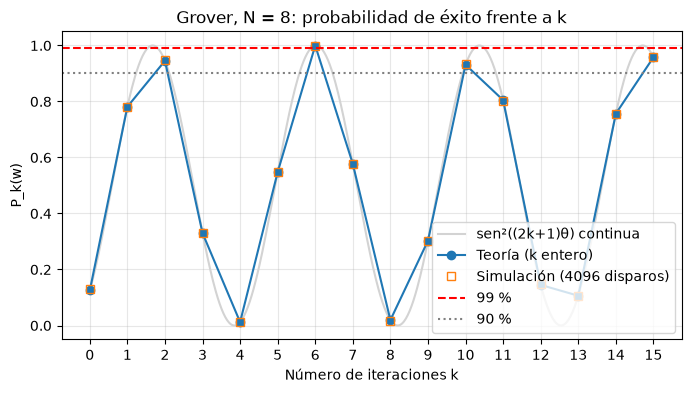 Grover, N = 8: probabilidad de éxito frente a k
P_k(w)
1.0
0.8
0.6
0.4
0.2
0.0
sen²((2k+1)θ) continua
Teoría (k entero)
Simulación (4096 disparos)
99 %
90 %
0 1 2 3 4 5 6 7 8 9 10 11 12 13 14 15
Número de iteraciones k